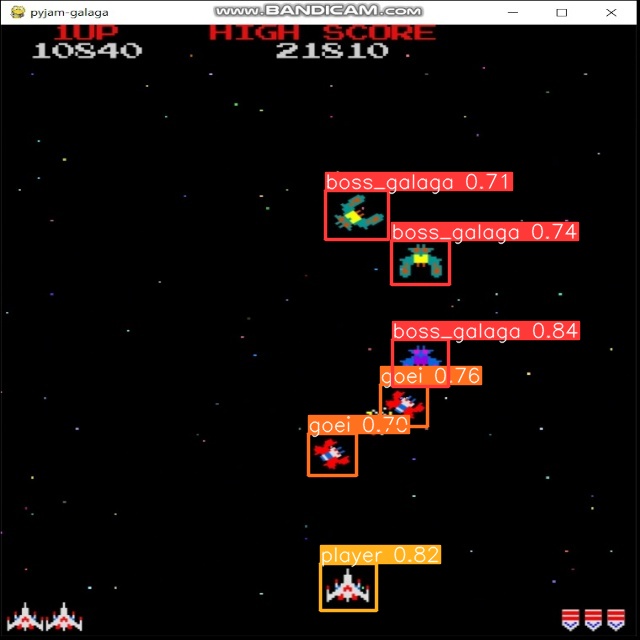 pyjam-galaga
www.BANDICAM.com
1UP
HIGH SCORE
10840
21810
boss_galaga 0.71
boss_galaga 0.74
boss_galaga 0.84
goei 0.76
goei 0.70
player 0.82